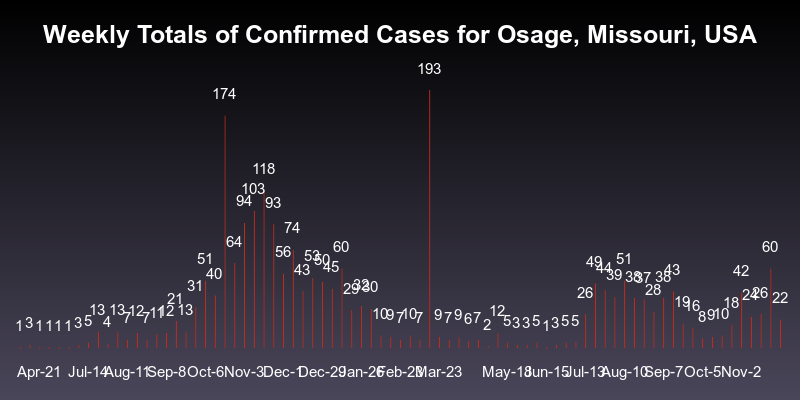 Weekly Totals of Confirmed Cases for Osage, Missouri, USA
193
174
118
103
94 93
74
64 60 60
56 53 50
51 51
49
40 43 45 44 39 38 37 38 43 42
31 29 32 30 26 28 24 26
21 19 18 22
13 13 12 12 13 16
1 3 1 1 1 1 3 5 4 7 7 11 10 9 7 10 7 9 7 9 6 7 2 12 5 3 3 5 1 3 5 5 8 9 10
Apr-21 Jul-14 Aug-11 Sep-8 Oct-6 Nov-3 Dec-1 Dec-29 Jan-26 Feb-23 Mar-23 May-18 Jun-15 Jul-13 Aug-10 Sep-7 Oct-5 Nov-2